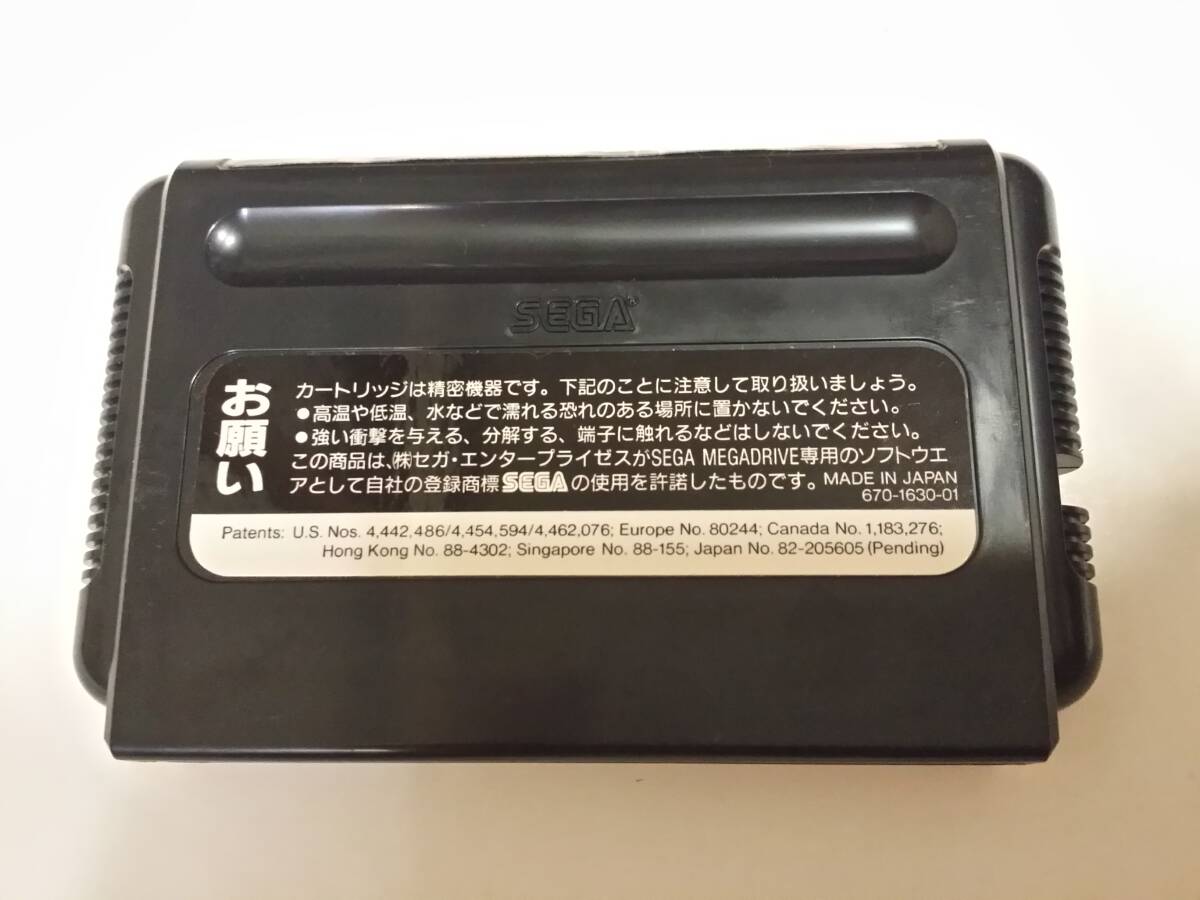 SEGA®
お願い
カートリッジは精密機器です。下記のことに注意して取り扱いましょう。
●高温や低温、水などで濡れる恐れのある場所に置かないでください。
●強い衝撃を与える、分解する、端子に触れるなどはしないでください。
この商品は、㈱セガ・エンタープライゼスがSEGA MEGADRIVE専用のソフトウエ
アとして自社の登録商標SEGAの使用を許諾したものです。MADE IN JAPAN
670-1630-01
Patents: U.S. Nos. 4,442,486/4,454,594/4,462,076; Europe No. 80244; Canada No. 1,183,276;
Hong Kong No. 88-4302; Singapore No. 88-155; Japan No. 82-205605 (Pending)